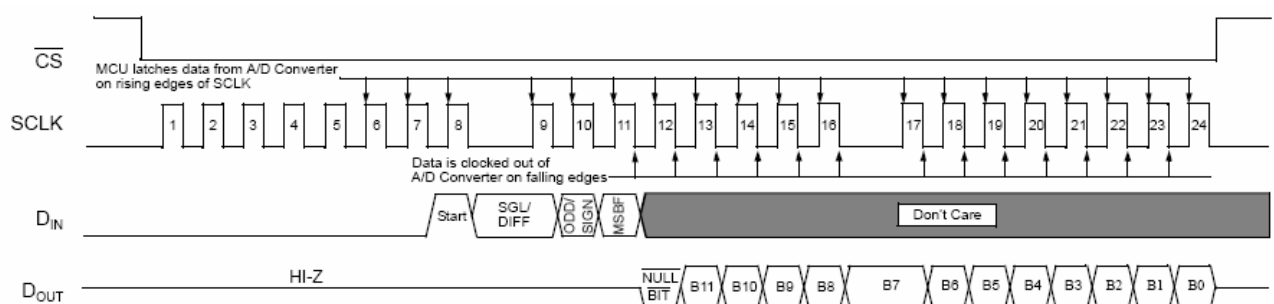 CS
MCU latches data from A/D Converter
on rising edges of SCLK
SCLK
1 2 3 4 5 6 7 8 9 10 11 12 13 14 15 16 17 18 19 20 21 22 23 24
Data is clocked out of
A/D Converter on falling edges
DIN
Start
SGL/
DIFF
ODD/
SIGN
MSBF
Don't Care
DOUT
HI-Z
NULL
BIT
B11 B10 B9 B8 B7 B6 B5 B4 B3 B2 B1 B0